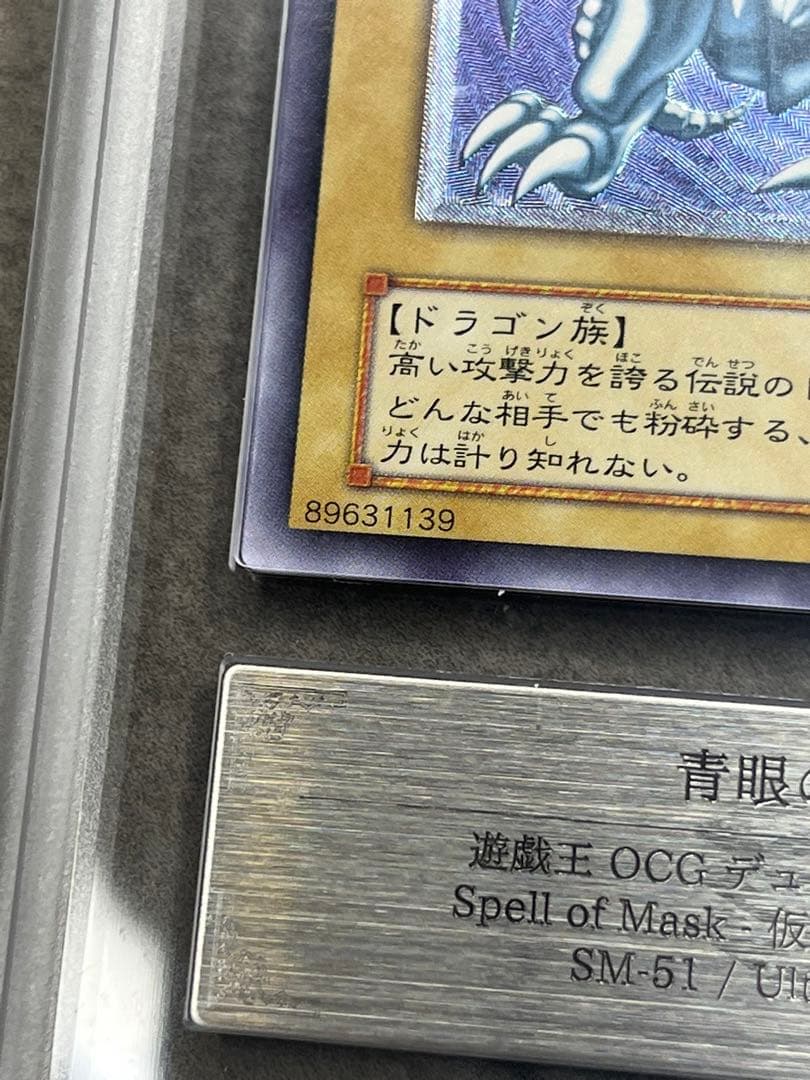 【ドラゴン族】
高い攻撃力を誇る伝説の
どんな相手でも粉砕する、
力は計り知れない。
89631139
青眼の
遊戯王 OCG デュ
Spell of Mask - 仮
SM-51 / Ult